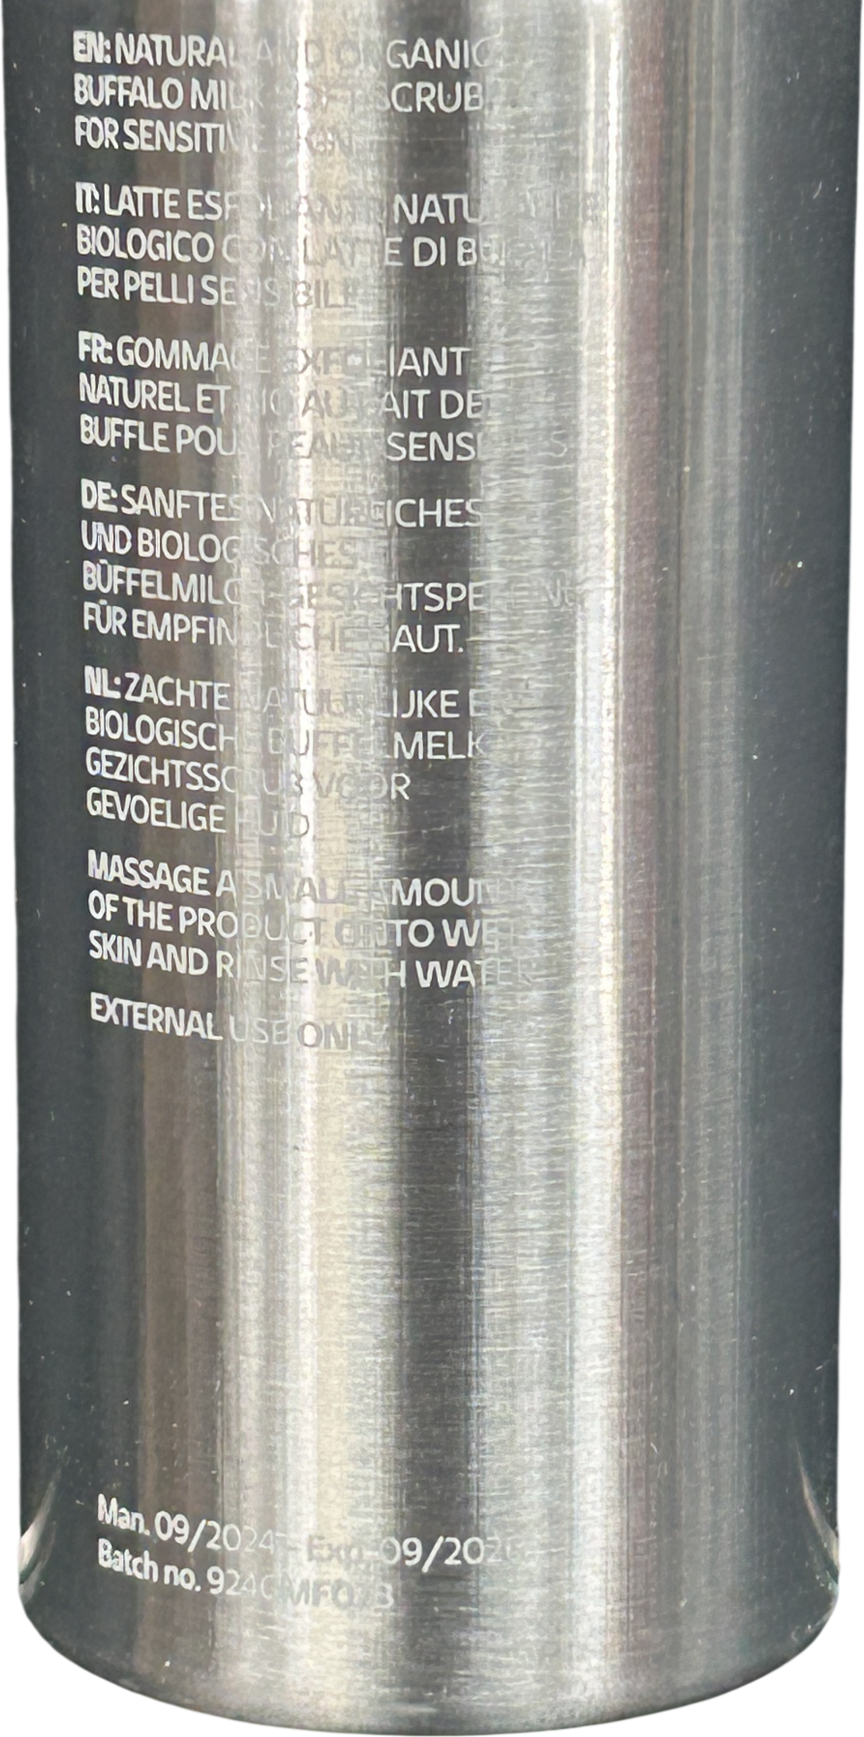 EN: NATURAL AND ORGANIC
BUFFALO MILK SOFT SCRUB
FOR SENSITIVE SKIN.
IT: LATTE ESFOLIANTE NATURALE E
BIOLOGICO CON LATTE DI BUFALA
PER PELLI SENSIBILI
FR: GOMMAGE EXFOLIANT
NATUREL ET BIO AU LAIT DE
BUFFLE POUR PEAUX SENSIBLES
DE: SANFTES NATÜRLICHES
UND BIOLOGISCHES
BÜFFELMILCH-GESICHTSPEELING
FÜR EMPFINDLICHE HAUT.
NL: ZACHTE NATUURLIJKE EN
BIOLOGISCHE BUFFELMELK
GEZICHTSSCRUB VOOR
GEVOELIGE HUID
MASSAGE A SMALL AMOUNT
OF THE PRODUCT ONTO WET
SKIN AND RINSE WITH WATER
EXTERNAL USE ONLY
Man. 09/2024 - Exp. 09/2026
Batch no.